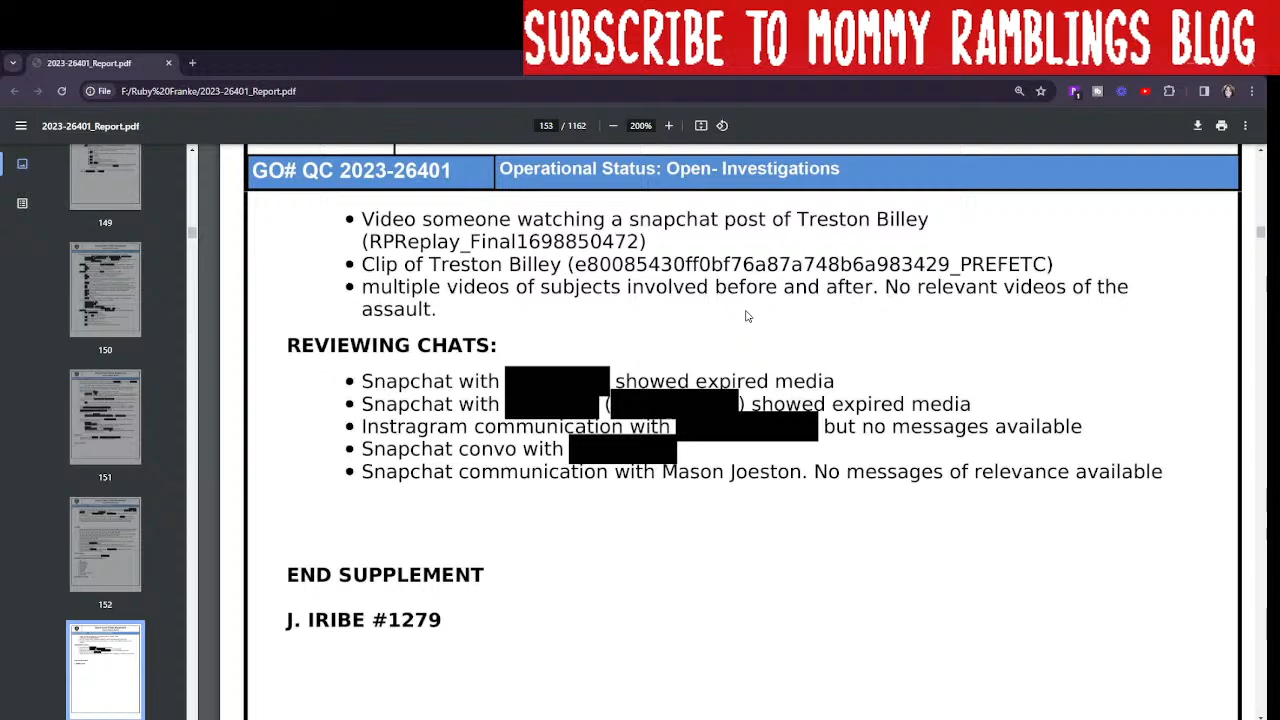 SUBSCRIBE TO MOMMY RAMBLINGS BLOG
2023-26401_Report.pdf
File F:/Ruby%20Franke/2023-26401_Report.pdf
2023-26401_Report.pdf 153 / 1162 200%
GO# QC 2023-26401 Operational Status: Open- Investigations
• Video someone watching a snapchat post of Treston Billey
(RPReplay_Final1698850472)
• Clip of Treston Billey (e80085430ff0bf76a87a748b6a983429_PREFETC)
• multiple videos of subjects involved before and after. No relevant videos of the
assault.
REVIEWING CHATS:
• Snapchat with showed expired media
• Snapchat with ( ) showed expired media
• Instragram communication with but no messages available
• Snapchat convo with
• Snapchat communication with Mason Joeston. No messages of relevance available
END SUPPLEMENT
J. IRIBE #1279
149
150
151
152